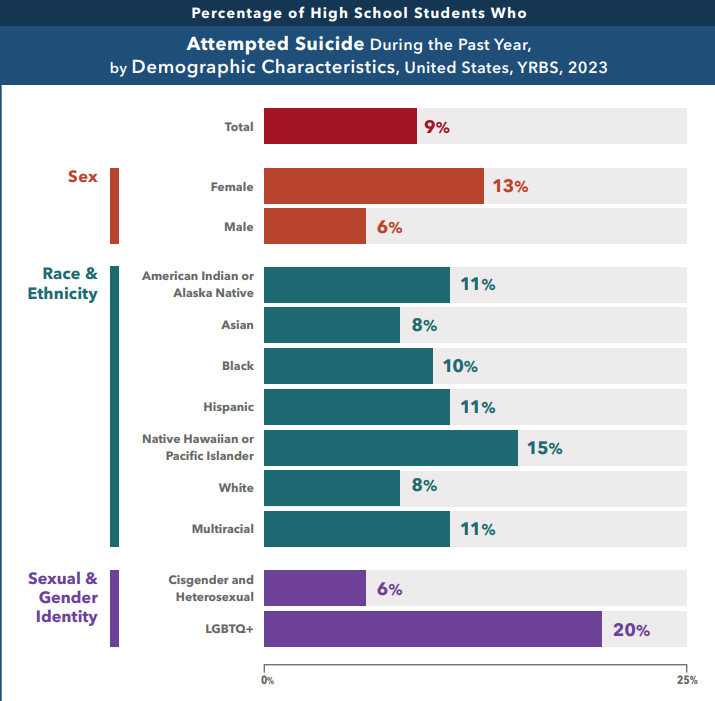 Percentage of High School Students Who
Attempted Suicide During the Past Year,
by Demographic Characteristics, United States, YRBS, 2023
Total
9%
Sex
Female
13%
Male
6%
Race &
Ethnicity
American Indian or
Alaska Native
11%
Asian
8%
Black
10%
Hispanic
11%
Native Hawaiian or
Pacific Islander
15%
White
8%
Multiracial
11%
Sexual &
Gender
Identity
Cisgender and
Heterosexual
6%
LGBTQ+
20%
0%
25%